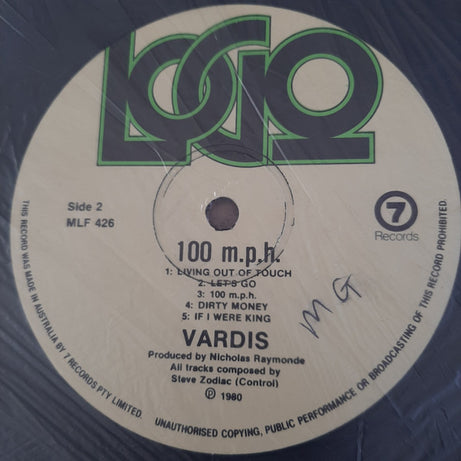 LOGO
Side 2
MLF 426
7
Records
100 m.p.h.
1: LIVING OUT OF TOUCH
2: LET'S GO
3: 100 m.p.h.
4: DIRTY MONEY
5: IF I WERE KING
MG
VARDIS
Produced by Nicholas Raymonde
All tracks composed by
Steve Zodiac (Control)
℗ 1980
THIS RECORD WAS MADE IN AUSTRALIA BY 7 RECORDS PTY LIMITED. UNAUTHORISED COPYING, PUBLIC PERFORMANCE OR BROADCASTING OF THIS RECORD PROHIBITED.